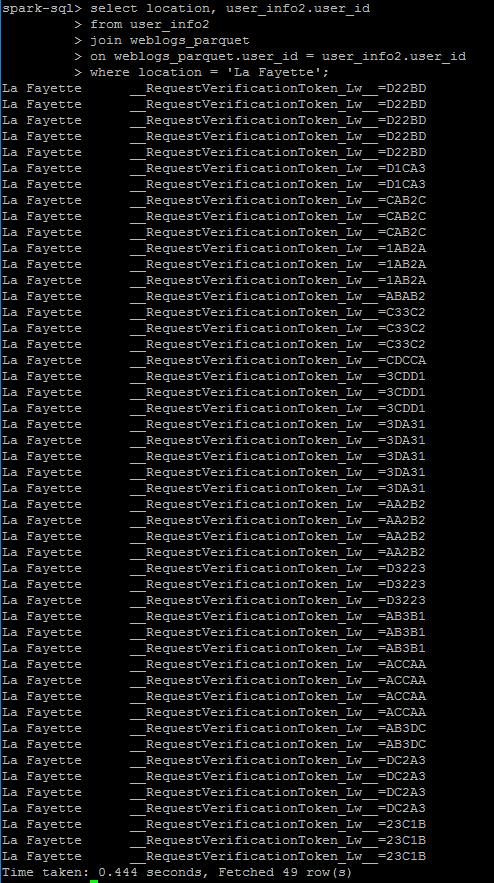 spark-sql> select location, user_info2.user_id
> from user_info2
> join weblogs_parquet
> on weblogs_parquet.user_id = user_info2.user_id
> where location = 'La Fayette';
La Fayette __RequestVerificationToken_Lw__=D22BD
La Fayette __RequestVerificationToken_Lw__=D22BD
La Fayette __RequestVerificationToken_Lw__=D22BD
La Fayette __RequestVerificationToken_Lw__=D22BD
La Fayette __RequestVerificationToken_Lw__=D22BD
La Fayette __RequestVerificationToken_Lw__=D1CA3
La Fayette __RequestVerificationToken_Lw__=D1CA3
La Fayette __RequestVerificationToken_Lw__=CAB2C
La Fayette __RequestVerificationToken_Lw__=CAB2C
La Fayette __RequestVerificationToken_Lw__=CAB2C
La Fayette __RequestVerificationToken_Lw__=1AB2A
La Fayette __RequestVerificationToken_Lw__=1AB2A
La Fayette __RequestVerificationToken_Lw__=1AB2A
La Fayette __RequestVerificationToken_Lw__=ABAB2
La Fayette __RequestVerificationToken_Lw__=C33C2
La Fayette __RequestVerificationToken_Lw__=C33C2
La Fayette __RequestVerificationToken_Lw__=C33C2
La Fayette __RequestVerificationToken_Lw__=CDCCA
La Fayette __RequestVerificationToken_Lw__=3CDD1
La Fayette __RequestVerificationToken_Lw__=3CDD1
La Fayette __RequestVerificationToken_Lw__=3CDD1
La Fayette __RequestVerificationToken_Lw__=3DA31
La Fayette __RequestVerificationToken_Lw__=3DA31
La Fayette __RequestVerificationToken_Lw__=3DA31
La Fayette __RequestVerificationToken_Lw__=3DA31
La Fayette __RequestVerificationToken_Lw__=3DA31
La Fayette __RequestVerificationToken_Lw__=AA2B2
La Fayette __RequestVerificationToken_Lw__=AA2B2
La Fayette __RequestVerificationToken_Lw__=AA2B2
La Fayette __RequestVerificationToken_Lw__=AA2B2
La Fayette __RequestVerificationToken_Lw__=D3223
La Fayette __RequestVerificationToken_Lw__=D3223
La Fayette __RequestVerificationToken_Lw__=D3223
La Fayette __RequestVerificationToken_Lw__=AB3B1
La Fayette __RequestVerificationToken_Lw__=AB3B1
La Fayette __RequestVerificationToken_Lw__=AB3B1
La Fayette __RequestVerificationToken_Lw__=ACCAA
La Fayette __RequestVerificationToken_Lw__=ACCAA
La Fayette __RequestVerificationToken_Lw__=ACCAA
La Fayette __RequestVerificationToken_Lw__=ACCAA
La Fayette __RequestVerificationToken_Lw__=AB3DC
La Fayette __RequestVerificationToken_Lw__=AB3DC
La Fayette __RequestVerificationToken_Lw__=DC2A3
La Fayette __RequestVerificationToken_Lw__=DC2A3
La Fayette __RequestVerificationToken_Lw__=DC2A3
La Fayette __RequestVerificationToken_Lw__=DC2A3
La Fayette __RequestVerificationToken_Lw__=23C1B
La Fayette __RequestVerificationToken_Lw__=23C1B
La Fayette __RequestVerificationToken_Lw__=23C1B
Time taken: 0.444 seconds, Fetched 49 row(s)